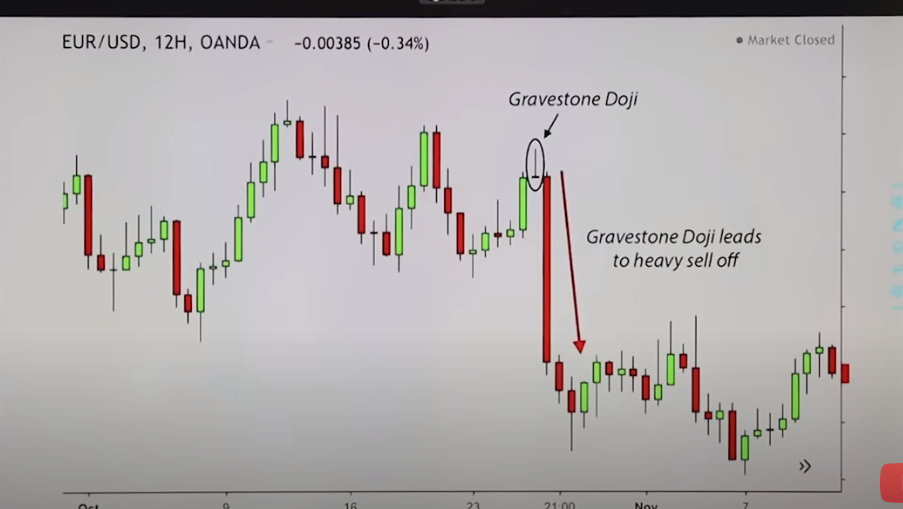 EUR/USD, 12H, OANDA -0.00385 (-0.34%)
Market Closed
Gravestone Doji
Gravestone Doji leads
to heavy sell off
Oct 9 16 23 21:00 Nov 7